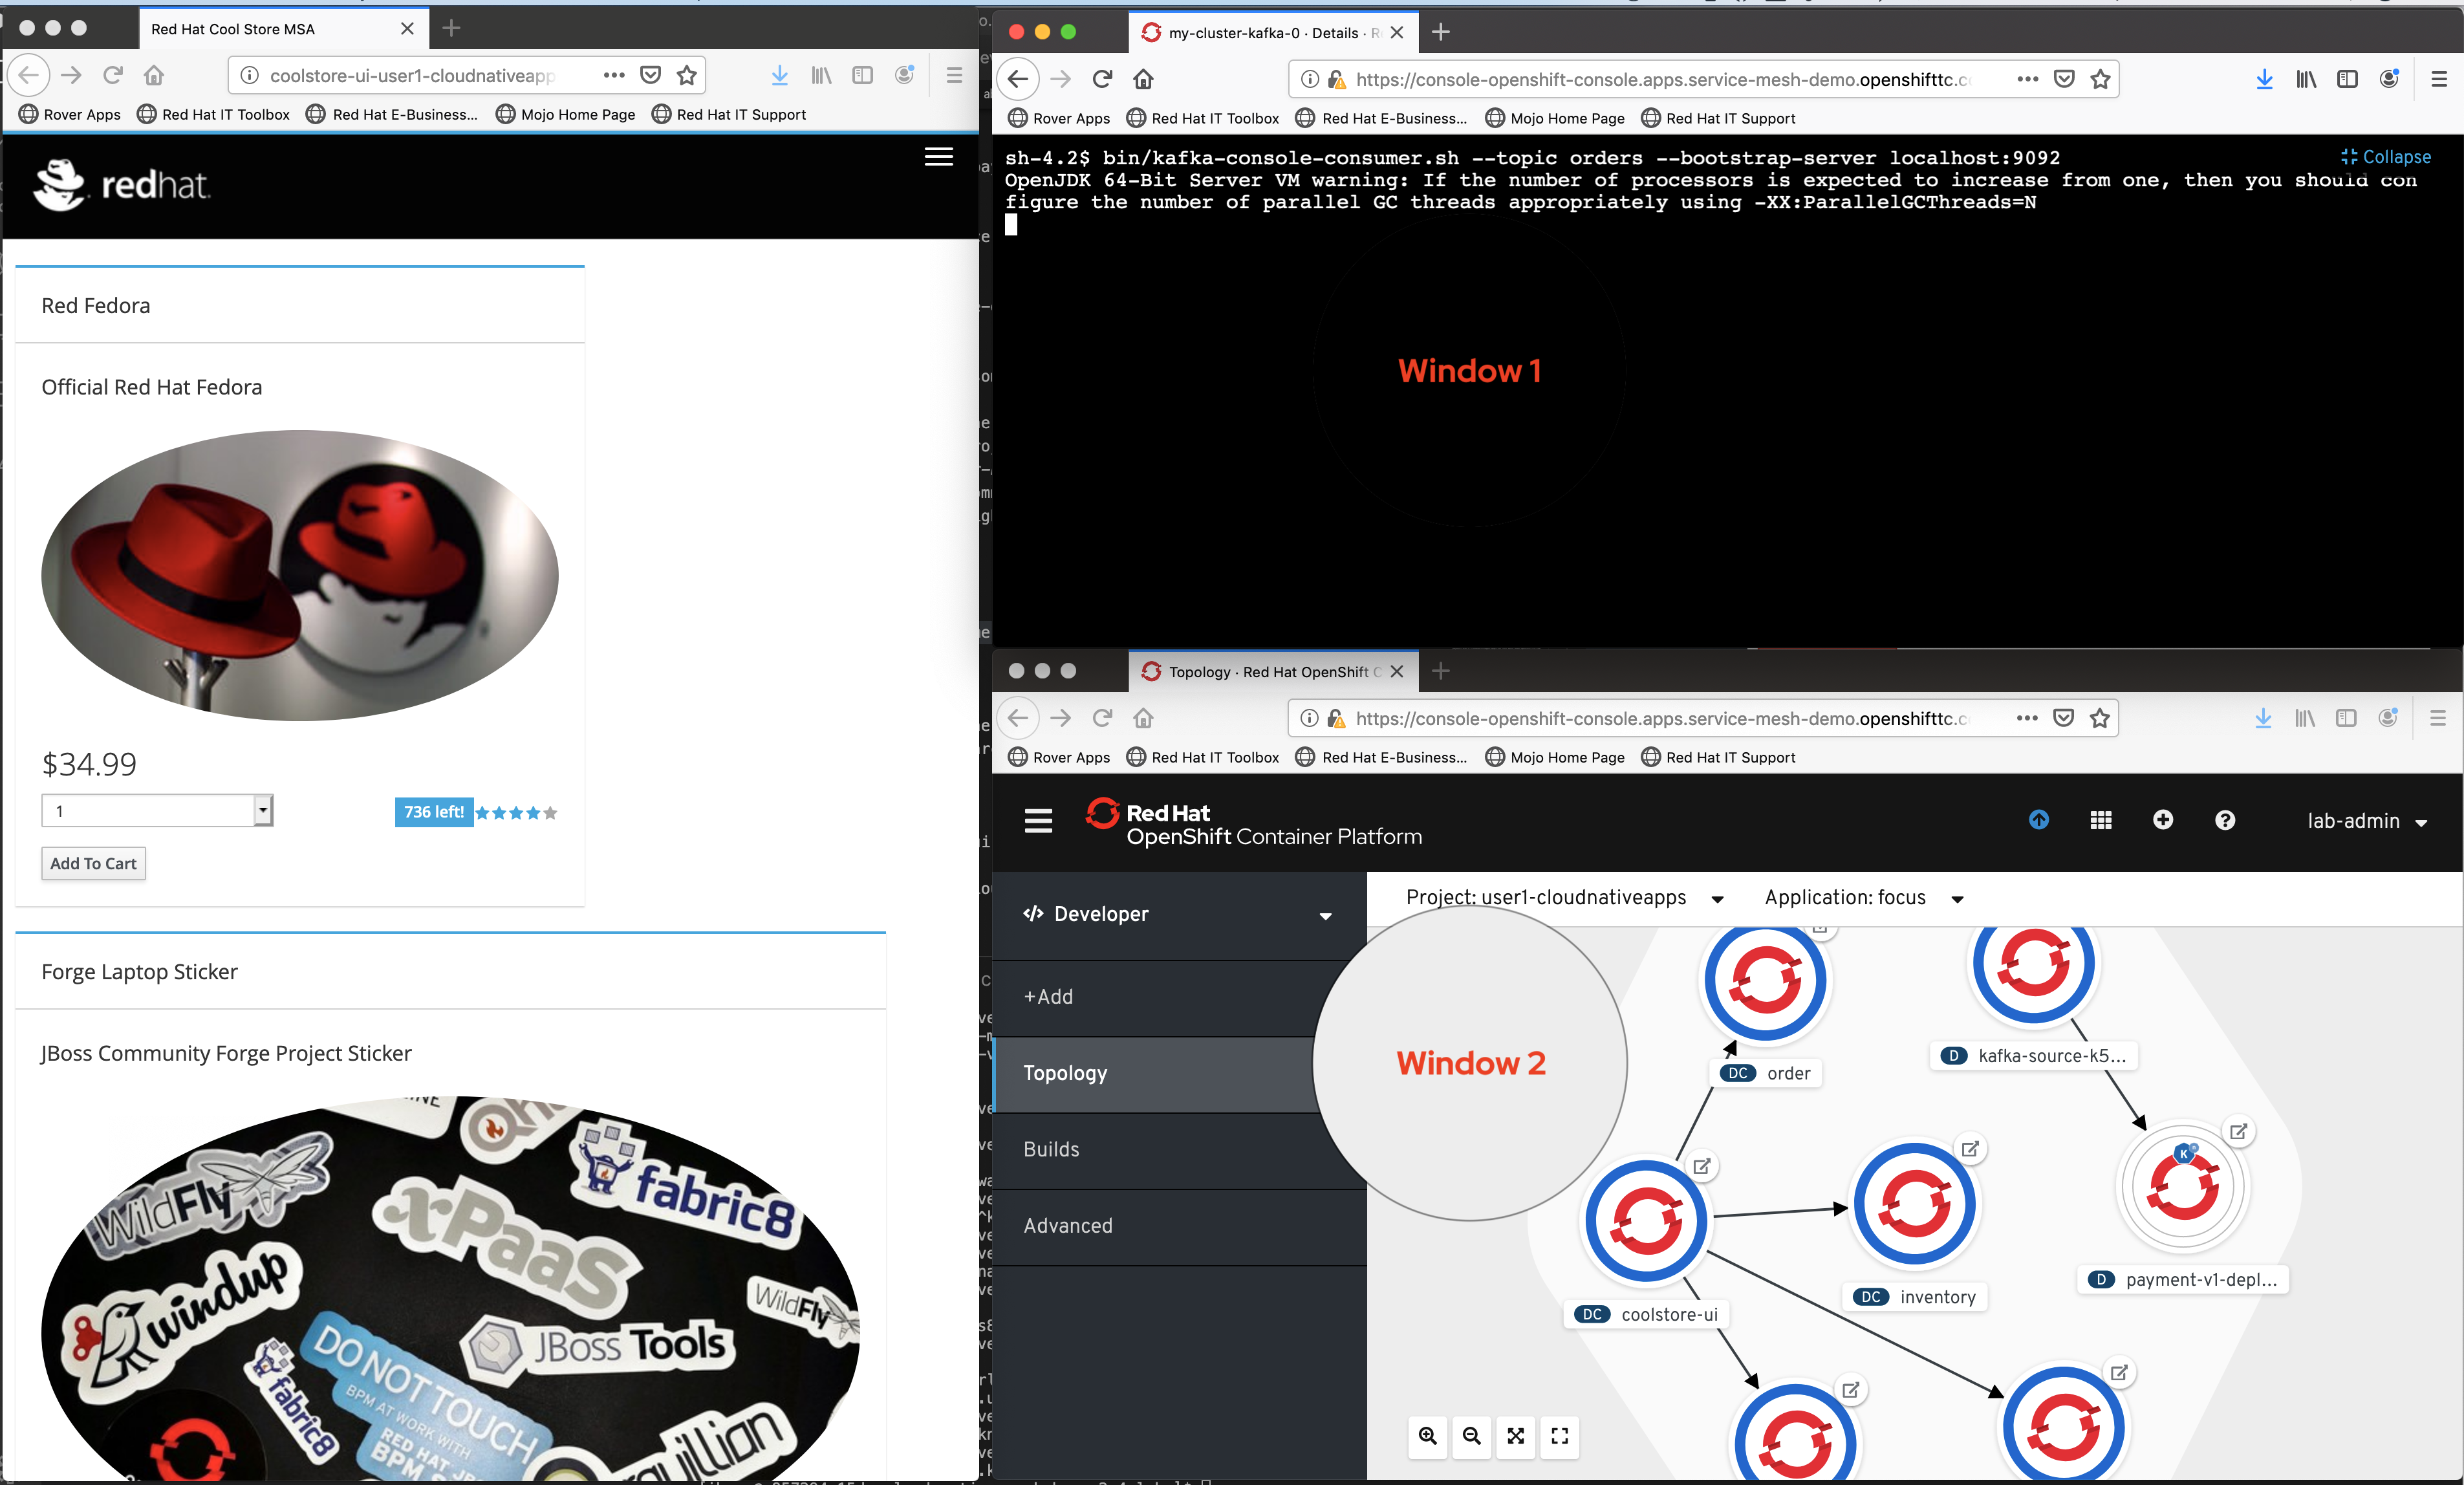 Red Hat Cool Store MSA
coolstore-ui-user1-cloudnativeapp
Rover Apps Red Hat IT Toolbox Red Hat E-Business... Mojo Home Page Red Hat IT Support
redhat.
Red Fedora
Official Red Hat Fedora
$34.99
1
736 left!
Add To Cart
Forge Laptop Sticker
JBoss Community Forge Project Sticker
WildFly
xPaaS
fabric8
windup
JBoss Tools
WildFly
fabric8
DO NOT TOUCH
BPM AT WORK WITH
RED HAT
BPM
my-cluster-kafka-0 · Details · R
https://console-openshift-console.apps.service-mesh-demo.openshifttc.c
Rover Apps Red Hat IT Toolbox Red Hat E-Business... Mojo Home Page Red Hat IT Support
sh-4.2$ bin/kafka-console-consumer.sh --topic orders --bootstrap-server localhost:9092
Collapse
OpenJDK 64-Bit Server VM warning: If the number of processors is expected to increase from one, then you should con
figure the number of parallel GC threads appropriately using -XX:ParallelGCThreads=N
Window 1
Topology · Red Hat OpenShift C
https://console-openshift-console.apps.service-mesh-demo.openshifttc.c
Rover Apps Red Hat IT Toolbox Red Hat E-Business... Mojo Home Page Red Hat IT Support
Red Hat
OpenShift Container Platform
lab-admin
Developer
+Add
Topology
Builds
Advanced
Project: user1-cloudnativeapps Application: focus
Window 2
DC order
D kafka-source-k5...
DC coolstore-ui
DC inventory
K
D payment-v1-depl...